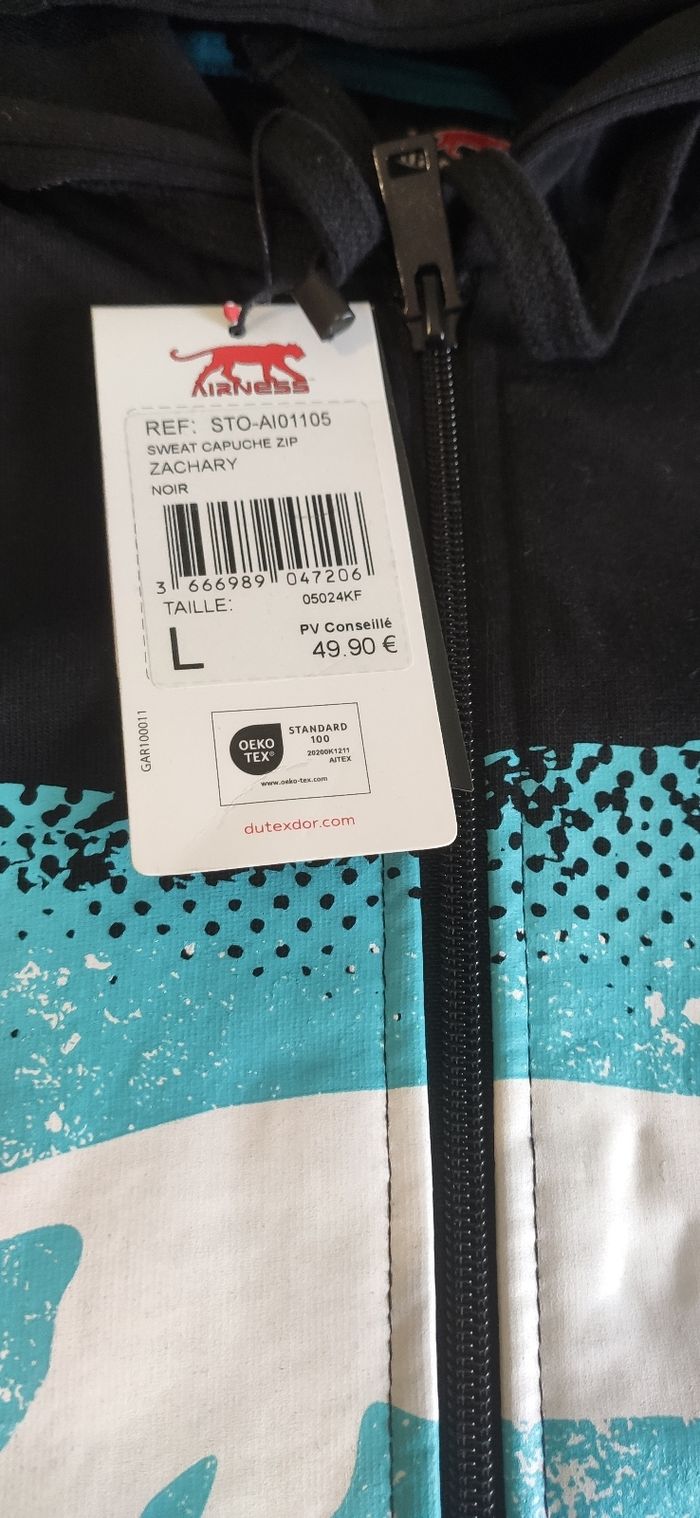 AIRNESS
REF: STO-AI01105
SWEAT CAPUCHE ZIP
ZACHARY
NOIR
3 666989 047206
TAILLE: 05024KF
L
PV Conseillé
49.90 €
GAR100011
OEKO
TEX®
STANDARD
100
20200K1211
AITEX
www.oeko-tex.com
dutexdor.com